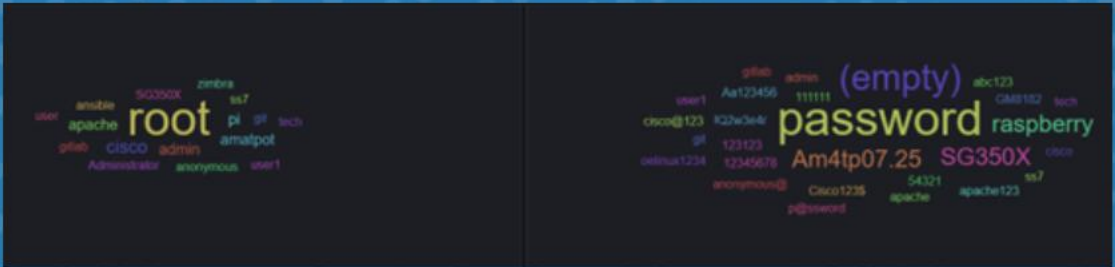 zimbra
SG350X
ansible ss7
user root pi git tech
apache
amatpot
gitlab cisco admin
Administrator anonymous user1
gitlab admin (empty) abc123
Aa123456
user1 111111 GM8182 tech
cisco@123 password raspberry
git 123123
oelinux1234 12345678 Am4tp07.25 SG350X cisco
anonymous@ 54321 ss7
Cisco123$ apache apache123
p@ssword